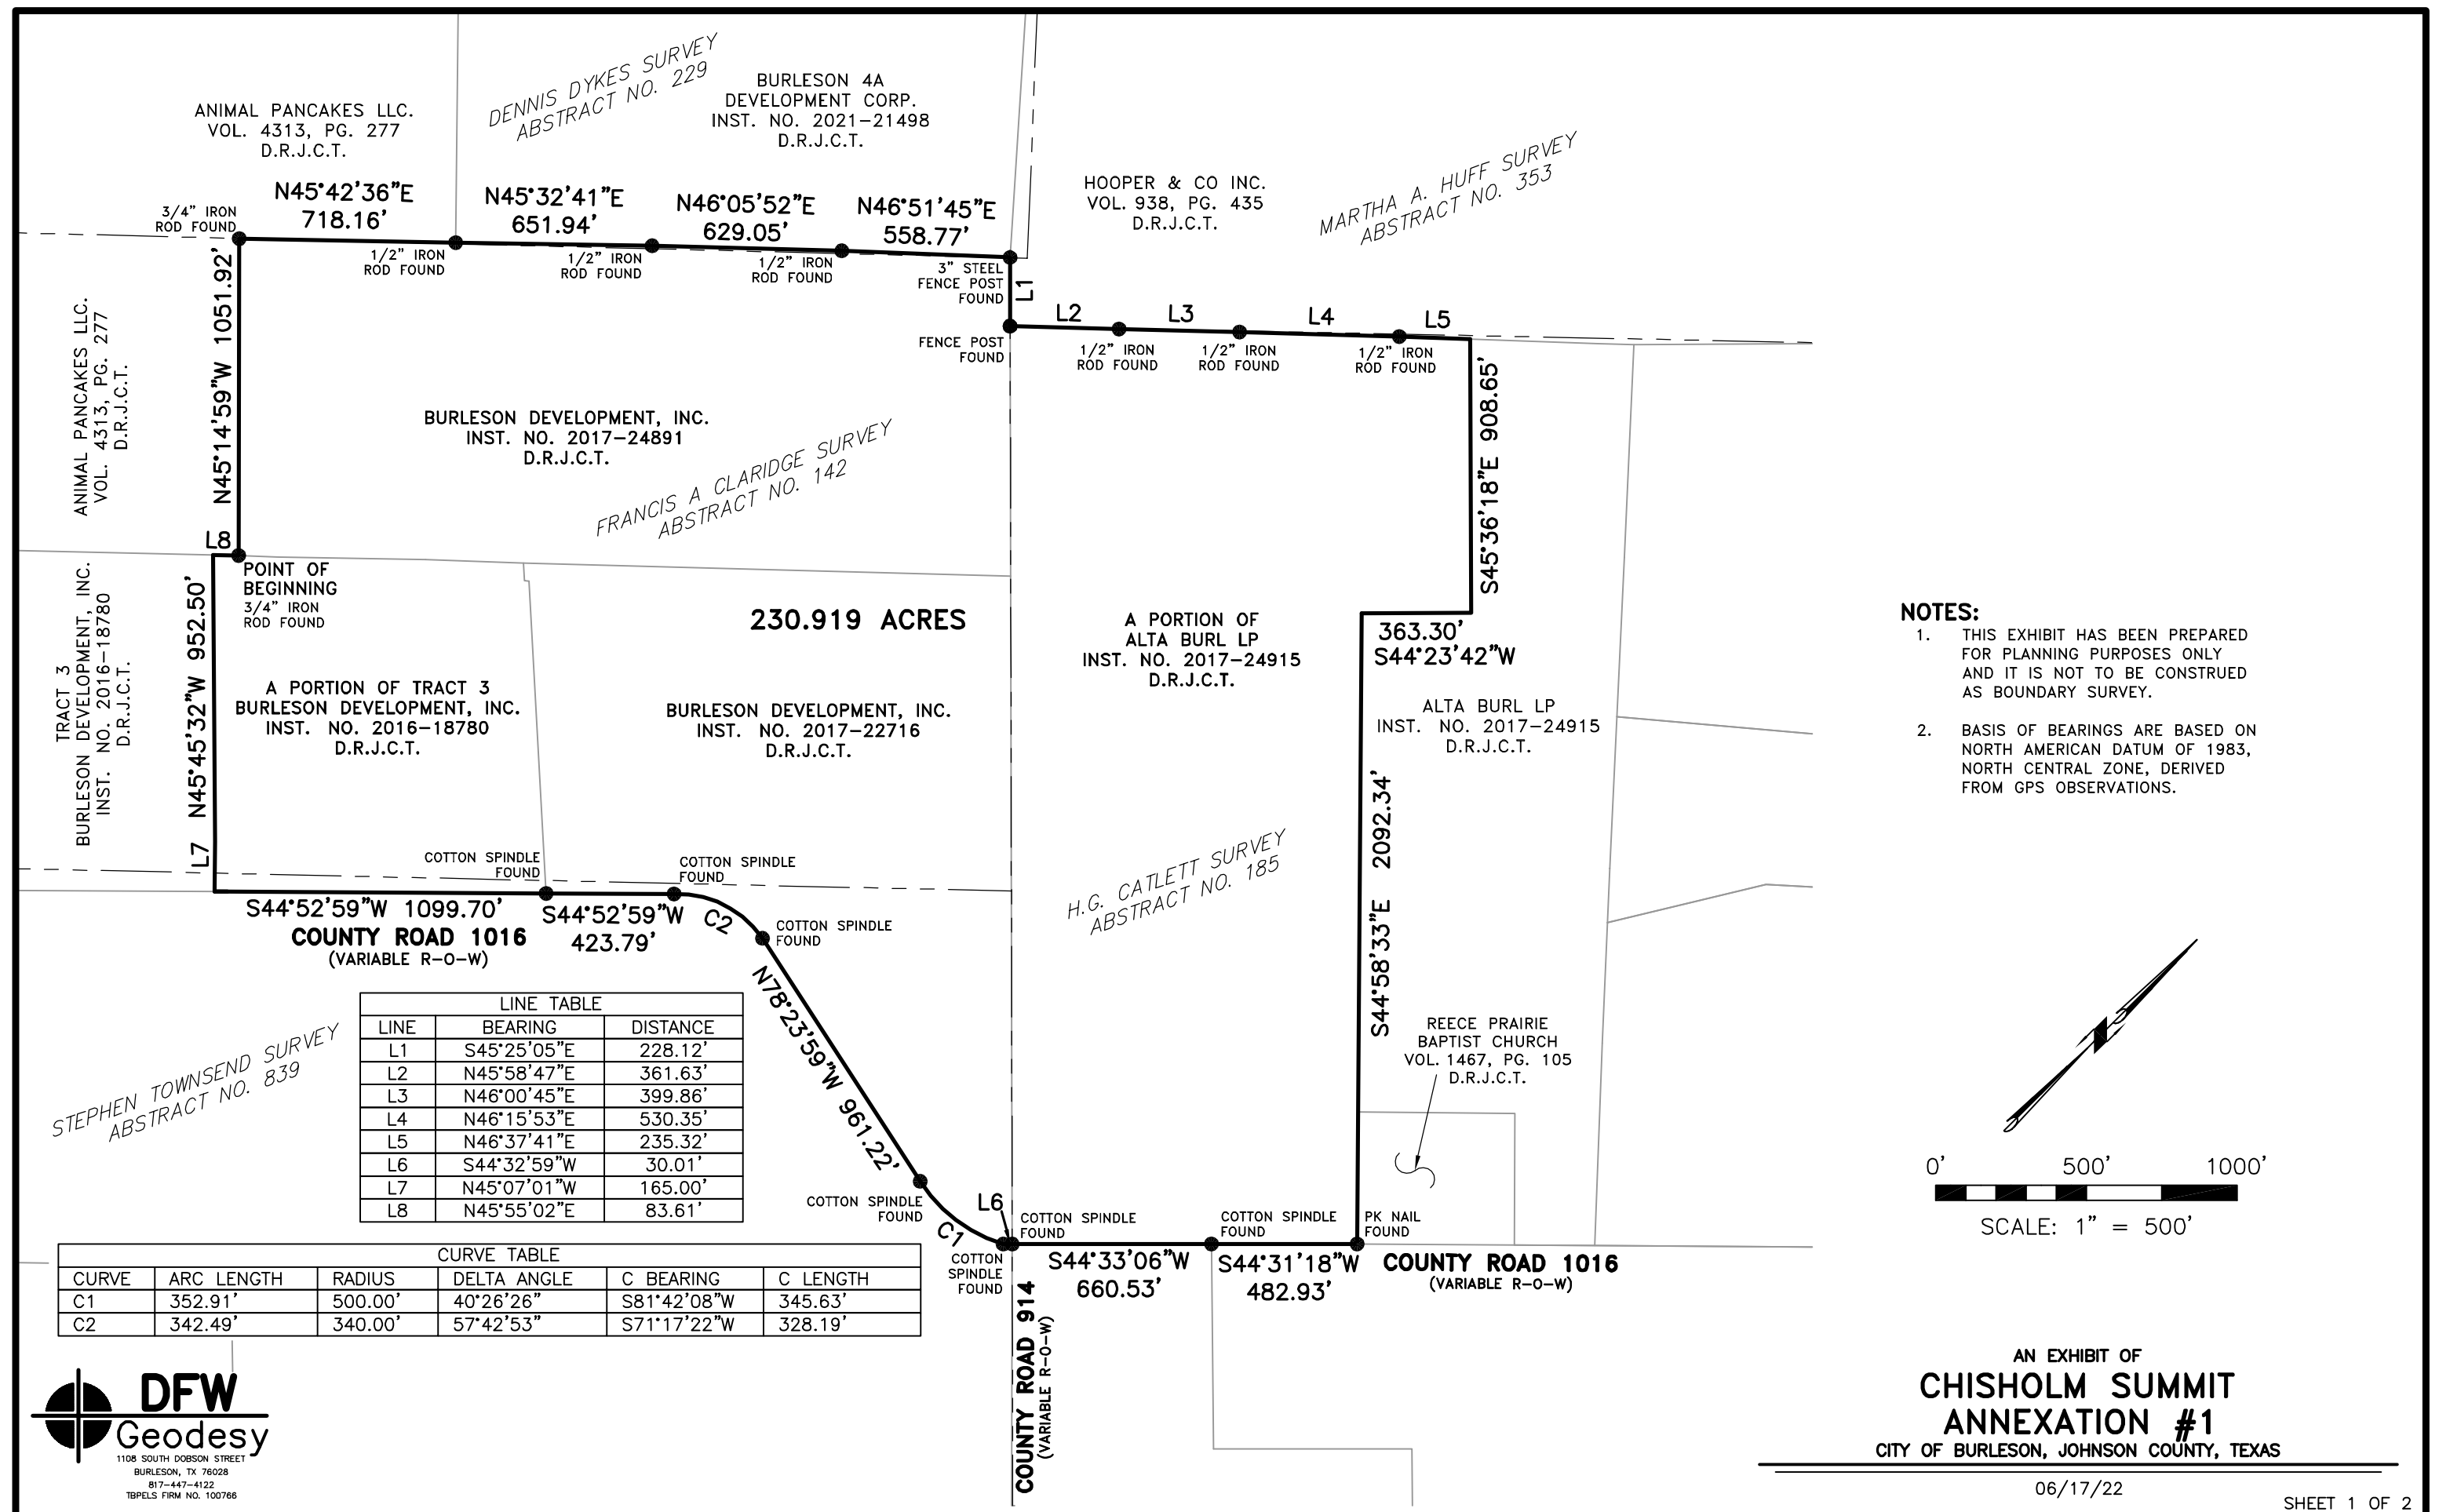 DENNIS DYKES SURVEY
ABSTRACT NO. 229
ANIMAL PANCAKES LLC.
VOL. 4313, PG. 277
D.R.J.C.T.
BURLESON 4A
DEVELOPMENT CORP.
INST. NO. 2021-21498
D.R.J.C.T.
HOOPER & CO INC.
VOL. 938, PG. 435
D.R.J.C.T.
MARTHA A. HUFF SURVEY
ABSTRACT NO. 353
3/4" IRON
ROD FOUND
N45°42'36"E
718.16'
N45°32'41"E
651.94'
N46°05'52"E
629.05'
N46°51'45"E
558.77'
1/2" IRON
ROD FOUND
1/2" IRON
ROD FOUND
1/2" IRON
ROD FOUND
3" STEEL
FENCE POST
FOUND
L1
FENCE POST
FOUND
L2
L3
L4
L5
1/2" IRON
ROD FOUND
1/2" IRON
ROD FOUND
1/2" IRON
ROD FOUND
ANIMAL PANCAKES LLC.
VOL. 4313, PG. 277
D.R.J.C.T.
N45°14'59"W 1051.92'
BURLESON DEVELOPMENT, INC.
INST. NO. 2017-24891
D.R.J.C.T.
FRANCIS A CLARIDGE SURVEY
ABSTRACT NO. 142
S45°36'18"E 908.65'
L8
POINT OF
BEGINNING
3/4" IRON
ROD FOUND
TRACT 3
BURLESON DEVELOPMENT, INC.
INST. NO. 2016-18780
D.R.J.C.T.
N45°45'32"W 952.50'
L7
230.919 ACRES
A PORTION OF TRACT 3
BURLESON DEVELOPMENT, INC.
INST. NO. 2016-18780
D.R.J.C.T.
BURLESON DEVELOPMENT, INC.
INST. NO. 2017-22716
D.R.J.C.T.
A PORTION OF
ALTA BURL LP
INST. NO. 2017-24915
D.R.J.C.T.
363.30'
S44°23'42"W
ALTA BURL LP
INST. NO. 2017-24915
D.R.J.C.T.
S44°58'33"E 2092.34'
H.G. CATLETT SURVEY
ABSTRACT NO. 185
NOTES:
1. THIS EXHIBIT HAS BEEN PREPARED
FOR PLANNING PURPOSES ONLY
AND IT IS NOT TO BE CONSTRUED
AS BOUNDARY SURVEY.
2. BASIS OF BEARINGS ARE BASED ON
NORTH AMERICAN DATUM OF 1983,
NORTH CENTRAL ZONE, DERIVED
FROM GPS OBSERVATIONS.
COTTON SPINDLE
FOUND
COTTON SPINDLE
FOUND
S44°52'59"W 1099.70'
COUNTY ROAD 1016
(VARIABLE R-O-W)
S44°52'59"W
423.79'
C2
COTTON SPINDLE
FOUND
N78°23'59"W 961.22'
STEPHEN TOWNSEND SURVEY
ABSTRACT NO. 839
LINE TABLE
LINE BEARING DISTANCE
L1 S45°25'05"E 228.12'
L2 N45°58'47"E 361.63'
L3 N46°00'45"E 399.86'
L4 N46°15'53"E 530.35'
L5 N46°37'41"E 235.32'
L6 S44°32'59"W 30.01'
L7 N45°07'01"W 165.00'
L8 N45°55'02"E 83.61'
REECE PRAIRIE
BAPTIST CHURCH
VOL. 1467, PG. 105
D.R.J.C.T.
COTTON SPINDLE
FOUND
C1
L6
COTTON
SPINDLE
FOUND
COTTON SPINDLE
FOUND
COTTON SPINDLE
FOUND
PK NAIL
FOUND
S44°33'06"W
660.53'
S44°31'18"W
482.93'
COUNTY ROAD 1016
(VARIABLE R-O-W)
COUNTY ROAD 914
(VARIABLE R-O-W)
0' 500' 1000'
SCALE: 1" = 500'
CURVE TABLE
CURVE ARC LENGTH RADIUS DELTA ANGLE C BEARING C LENGTH
C1 352.91' 500.00' 40°26'26" S81°42'08"W 345.63'
C2 342.49' 340.00' 57°42'53" S71°17'22"W 328.19'
DFW
Geodesy
1108 SOUTH DOBSON STREET
BURLESON, TX 76028
817-447-4122
TBPELS FIRM NO. 100766
AN EXHIBIT OF
CHISHOLM SUMMIT
ANNEXATION #1
CITY OF BURLESON, JOHNSON COUNTY, TEXAS
06/17/22
SHEET 1 OF 2